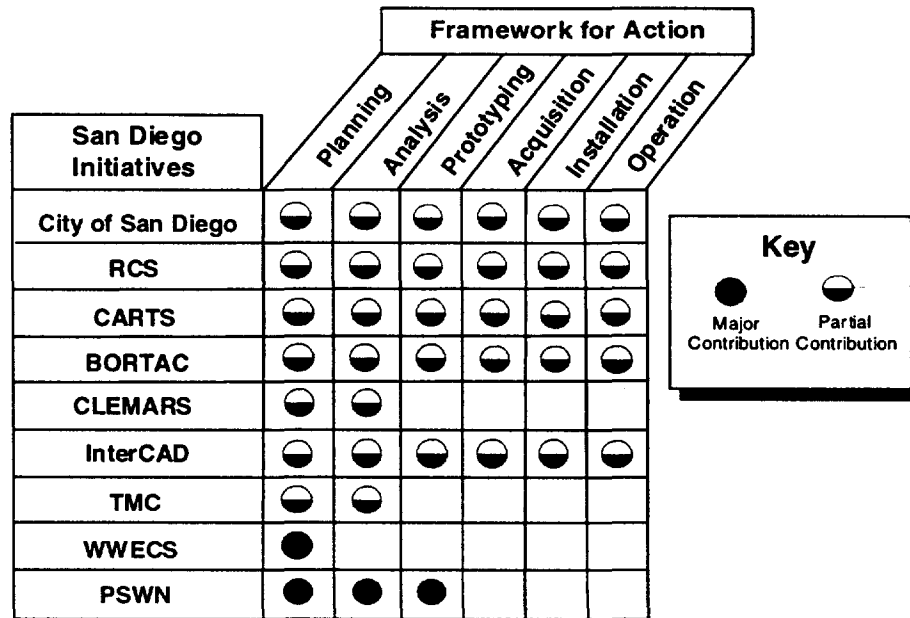 Framework for Action
Planning
Analysis
Prototyping
Acquisition
Installation
Operation
San Diego
Initiatives
City of San Diego
RCS
CARTS
BORTAC
CLEMARS
InterCAD
TMC
WWECS
PSWN
Key
Major Partial
Contribution Contribution